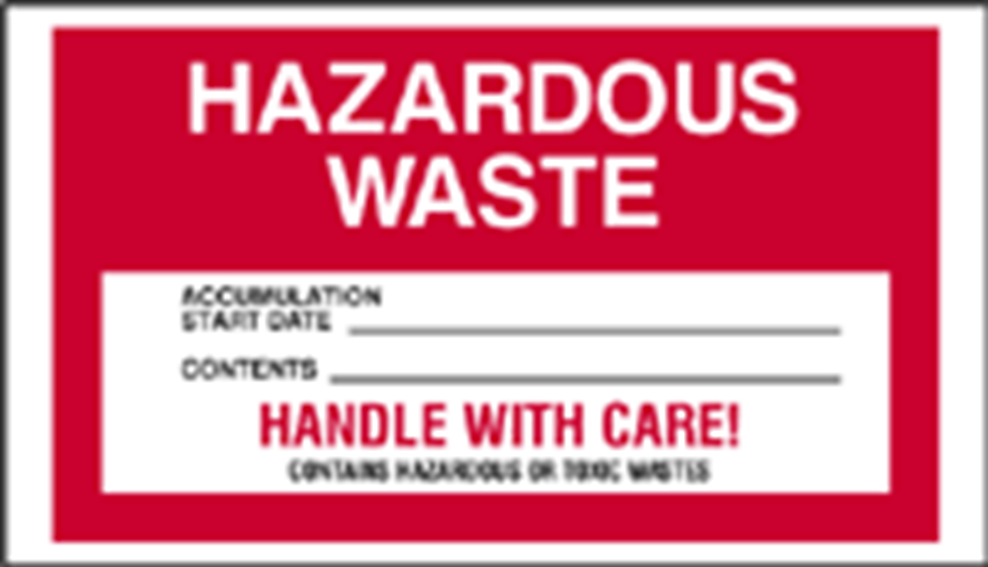 HAZARDOUS
WASTE
ACCUMULATION
START DATE
CONTENTS
HANDLE WITH CARE!
CONTAINS HAZARDOUS OR TOXIC WASTES